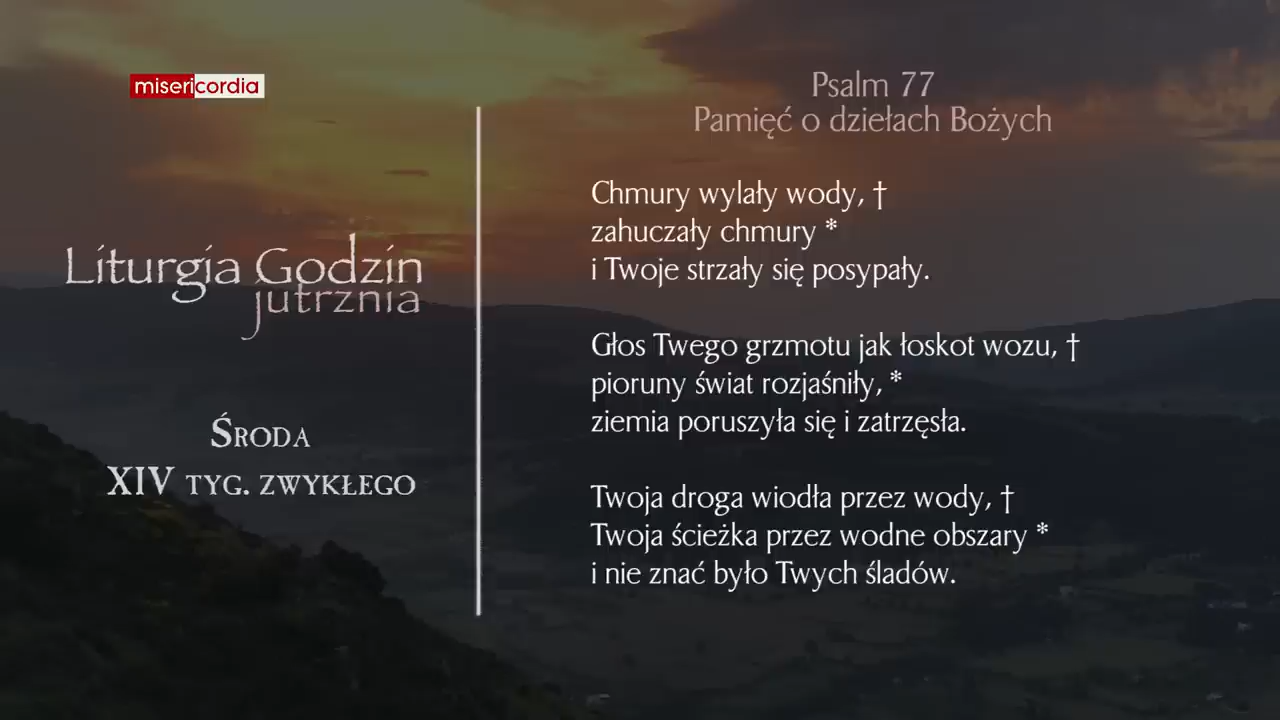 misericordia
Liturgia Godzin
jutrznia
Środa
XIV tyg. zwykłego
Psalm 77
Pamięć o dziełach Bożych
Chmury wylały wody, †
zahuczały chmury *
i Twoje strzały się posypały.
Głos Twego grzmotu jak łoskot wozu, †
pioruny świat rozjaśniły, *
ziemia poruszyła się i zatrzęsła.
Twoja droga wiodła przez wody, †
Twoja ścieżka przez wodne obszary *
i nie znać było Twych śladów.